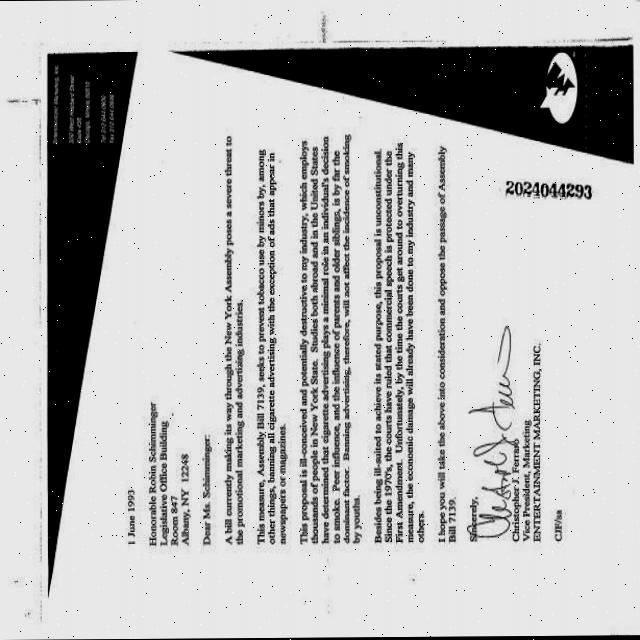 Entertainment Marketing, Inc.
Chicago, Illinois 60610
1 June 1993
Honorable Robin Schimminger
Legislative Office Building
Room 847
Albany, NY 12248
Dear Ms. Schimminger:
A bill currently making its way through the New York Assembly poses a severe threat to
the promotional marketing and advertising industries.
This measure, Assembly Bill 7139, seeks to prevent tobacco use by minors by, among
other things, banning all cigarette advertising with the exception of ads that appear in
newspapers or magazines.
This proposal is ill-conceived and potentially destructive to my industry, which employs
thousands of people in New York State. Studies both abroad and in the United States
have determined that cigarette advertising plays a minimal role in an individual's decision
to smoke. Peer influence, and the influence of parents and older siblings, is by far the
dominant factor. Banning advertising, therefore, will not affect the incidence of smoking
by youths.
Besides being ill-suited to achieve its stated purpose, this proposal is unconstitutional.
Since the 1970's, the courts have ruled that commercial speech is protected under the
First Amendment. Unfortunately, by the time the courts get around to overturning this
measure, the economic damage will already have been done to my industry and many
others.
I hope you will take the above into consideration and oppose the passage of Assembly
Bill 7139.
Sincerely,
Christopher J. Ferraro
Vice President, Marketing
ENTERTAINMENT MARKETING, INC.
CJF/sa
2024044293